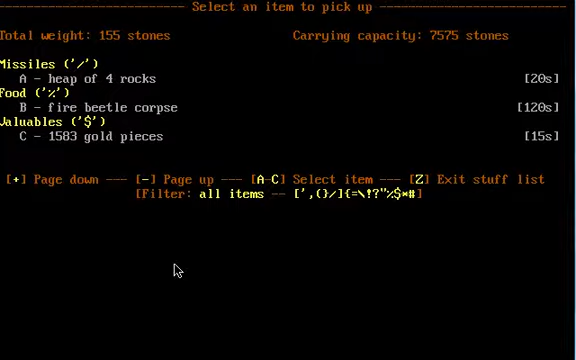 Select an item to pick up
Total weight: 155 stones Carrying capacity: 7575 stones
Missiles ('/')
A - heap of 4 rocks [20s]
Food ('%')
B - fire beetle corpse [120s]
Valuables ('$')
C - 1583 gold pieces [15s]
[+] Page down --- [-] Page up --- [A-C] Select item --- [Z] Exit stuff list
[Filter: all items -- [',(}/]{=\!?"%$*#]